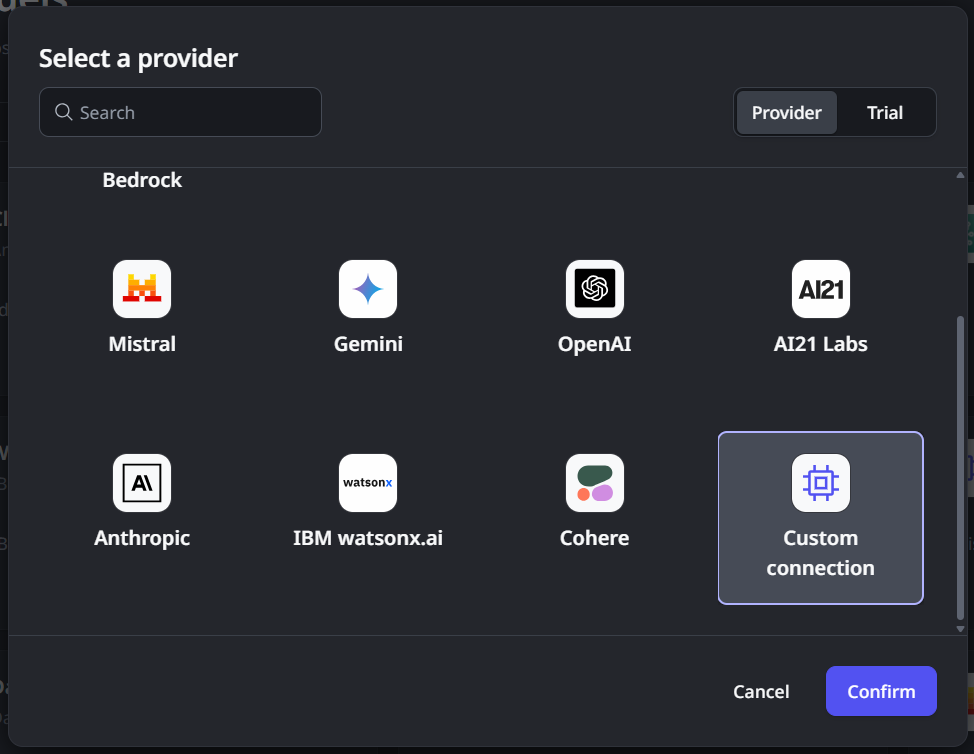 Select a provider
Search
Provider
Trial
Bedrock
Mistral
Gemini
OpenAI
AI21
AI21 Labs
A\
Anthropic
watsonx
IBM watsonx.ai
Cohere
Custom
connection
Cancel
Confirm